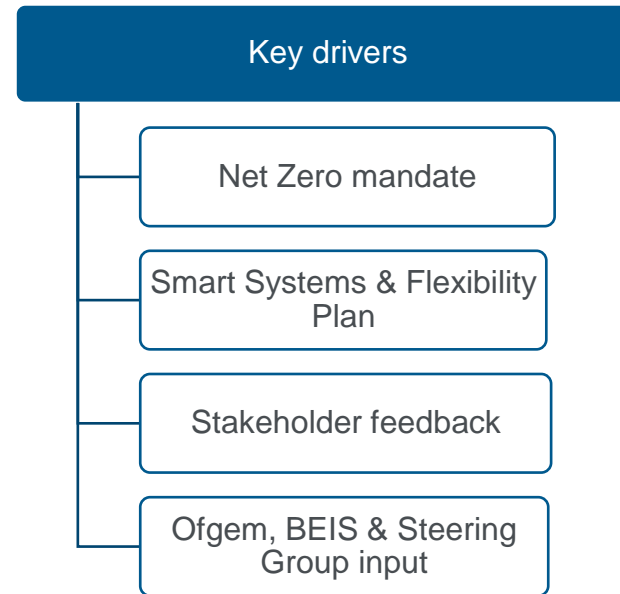 Key drivers
Net Zero mandate
Smart Systems & Flexibility
Plan
Stakeholder feedback
Ofgem, BEIS & Steering
Group input